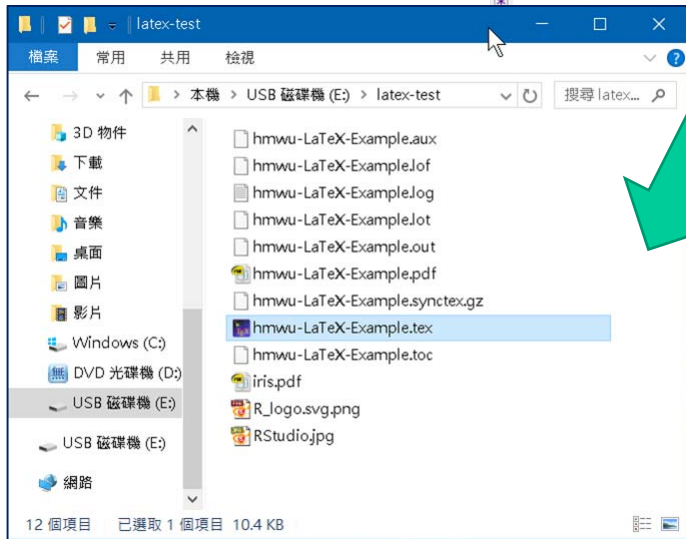 latex-test
檔案 常用 共用 檢視
本機 > USB 磁碟機 (E:) > latex-test
搜尋 latex...
3D 物件
下載
文件
音樂
桌面
圖片
影片
Windows (C:)
DVD 光碟機 (D:)
USB 磁碟機 (E:)
USB 磁碟機 (E:)
網路
hmwu-LaTeX-Example.aux
hmwu-LaTeX-Example.lof
hmwu-LaTeX-Example.log
hmwu-LaTeX-Example.lot
hmwu-LaTeX-Example.out
hmwu-LaTeX-Example.pdf
hmwu-LaTeX-Example.synctex.gz
hmwu-LaTeX-Example.tex
hmwu-LaTeX-Example.toc
iris.pdf
R_logo.svg.png
RStudio.jpg
12 個項目 已選取 1 個項目 10.4 KB